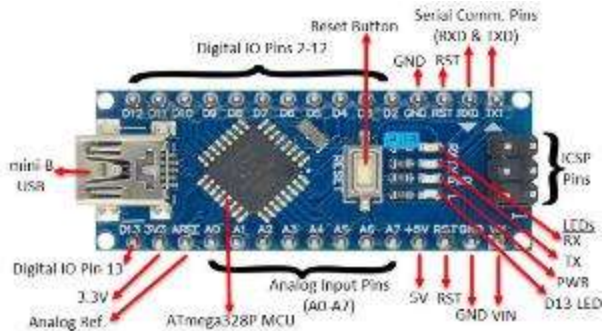 Reset Button
Serial Comm. Pins
(RXD & TXD)
Digital IO Pins 2-12
GND RST
D12 D11 D10 D9 D8 D7 D6 D5 D4 D3 D2 GND RST RX0 TX1
mini B
USB
RESET
ICSP
Pins
LEDs
RX
TX
PWR
D13 LED
D13 3V3 AREF A0 A1 A2 A3 A4 A5 A6 A7 +5V RST GND VIN
Digital IO Pin 13
3.3V
Analog Ref.
ATmega328P MCU
Analog Input Pins
(A0-A7)
5V RST
GND VIN